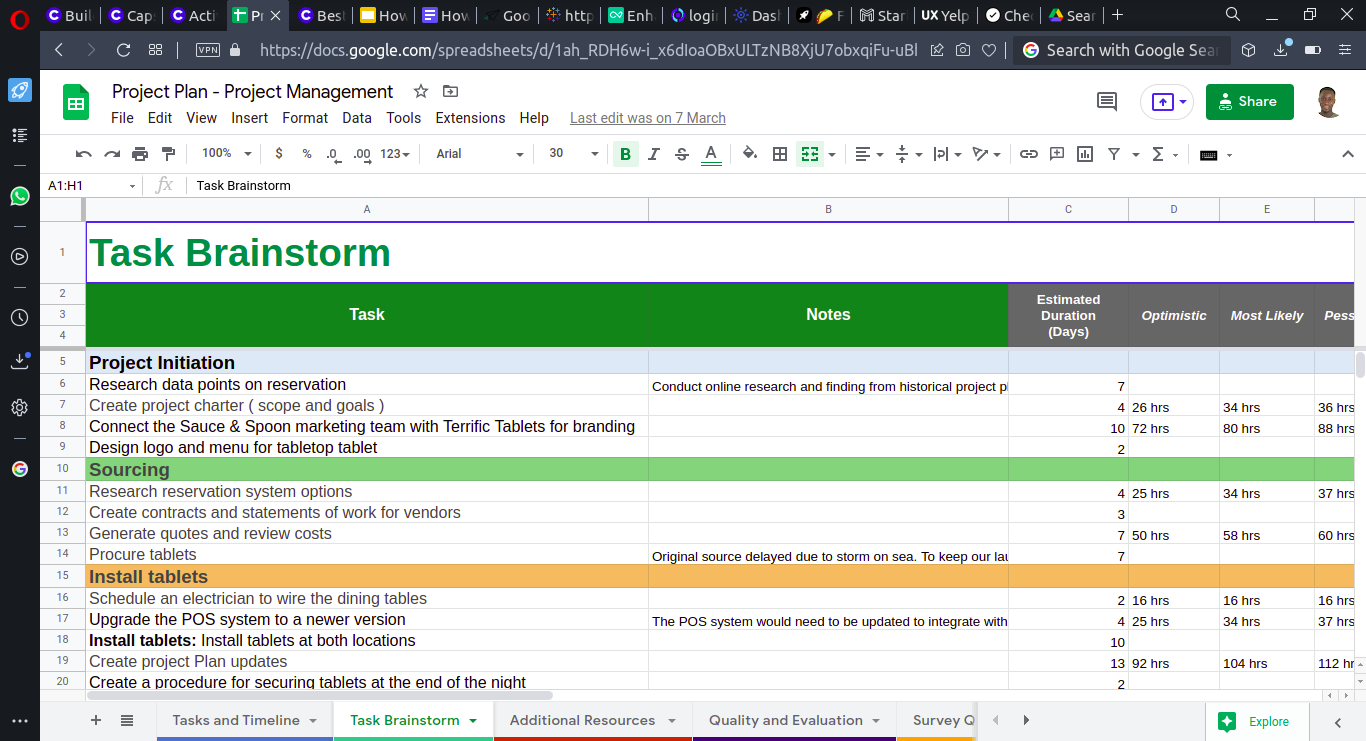 Buil Cap: Acti P Best How How Goo http Enh login Dash F Star UX Yelp Che Sear
VPN https://docs.google.com/spreadsheets/d/ Search with Google Sear
Project Plan - Project Management
Share
File Edit View Insert Format Data Tools Extensions Help Last edit was on 7 March
100% $ % .0 .00 123 Arial 30 B I S A
A1:H1 fx Task Brainstorm
A B C D E
1 Task Brainstorm
2 3 4 Task Notes Estimated Duration (Days) Optimistic Most Likely Pess
5 Project Initiation
6 Research data points on reservation Conduct online research and finding from historical project pl 7
7 Create project charter ( scope and goals ) 4 26 hrs 34 hrs 36 hrs
8 Connect the Sauce & Spoon marketing team with Terrific Tablets for branding 10 72 hrs 80 hrs 88 hrs
9 Design logo and menu for tabletop tablet 2
10 Sourcing
11 Research reservation system options 4 25 hrs 34 hrs 37 hrs
12 Create contracts and statements of work for vendors 3
13 Generate quotes and review costs 7 50 hrs 58 hrs 60 hrs
14 Procure tablets Original source delayed due to storm on sea. To keep our lau 7
15 Install tablets
16 Schedule an electrician to wire the dining tables 2 16 hrs 16 hrs 16 hrs
17 Upgrade the POS system to a newer version The POS system would need to be updated to integrate with 4 25 hrs 34 hrs 37 hrs
18 Install tablets: Install tablets at both locations 10
19 Create project Plan updates 13 92 hrs 104 hrs 112 hr
20 Create a procedure for securing tablets at the end of the night 2
Tasks and Timeline Task Brainstorm Additional Resources Quality and Evaluation Survey Q Explore